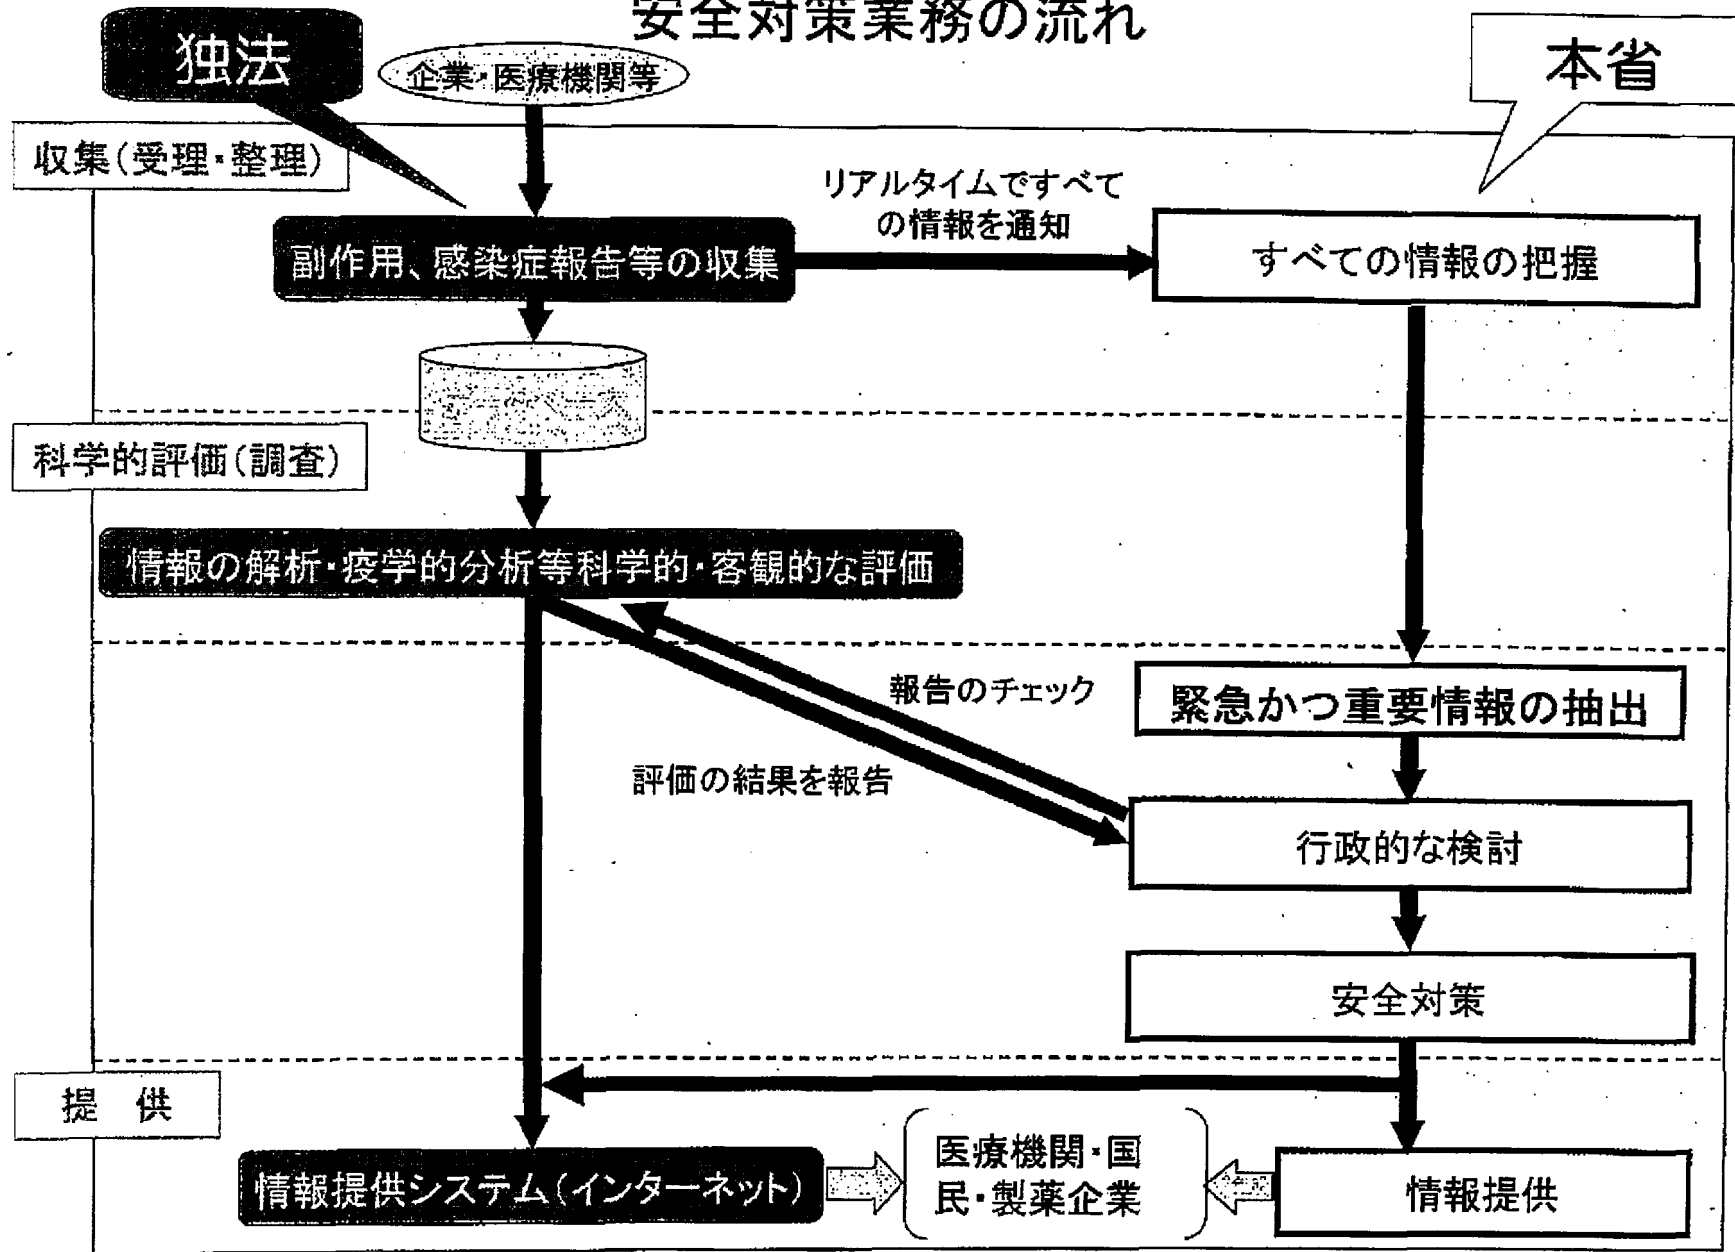 安全対策業務の流れ
独法
企業・医療機関等
本省
収集(受理・整理)
リアルタイムですべて
の情報を通知
副作用、感染症報告等の収集
すべての情報の把握
データベース
科学的評価(調査)
情報の解析・疫学的分析等科学的・客観的な評価
報告のチェック
緊急かつ重要情報の抽出
評価の結果を報告
行政的な検討
安全対策
提 供
医療機関・国
民・製薬企業
情報提供システム(インターネット)
情報提供